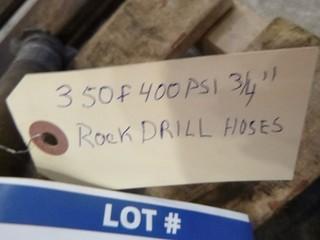 3 50f 400 PSI 3/4"
ROCK DRILL HOSES
LOT #